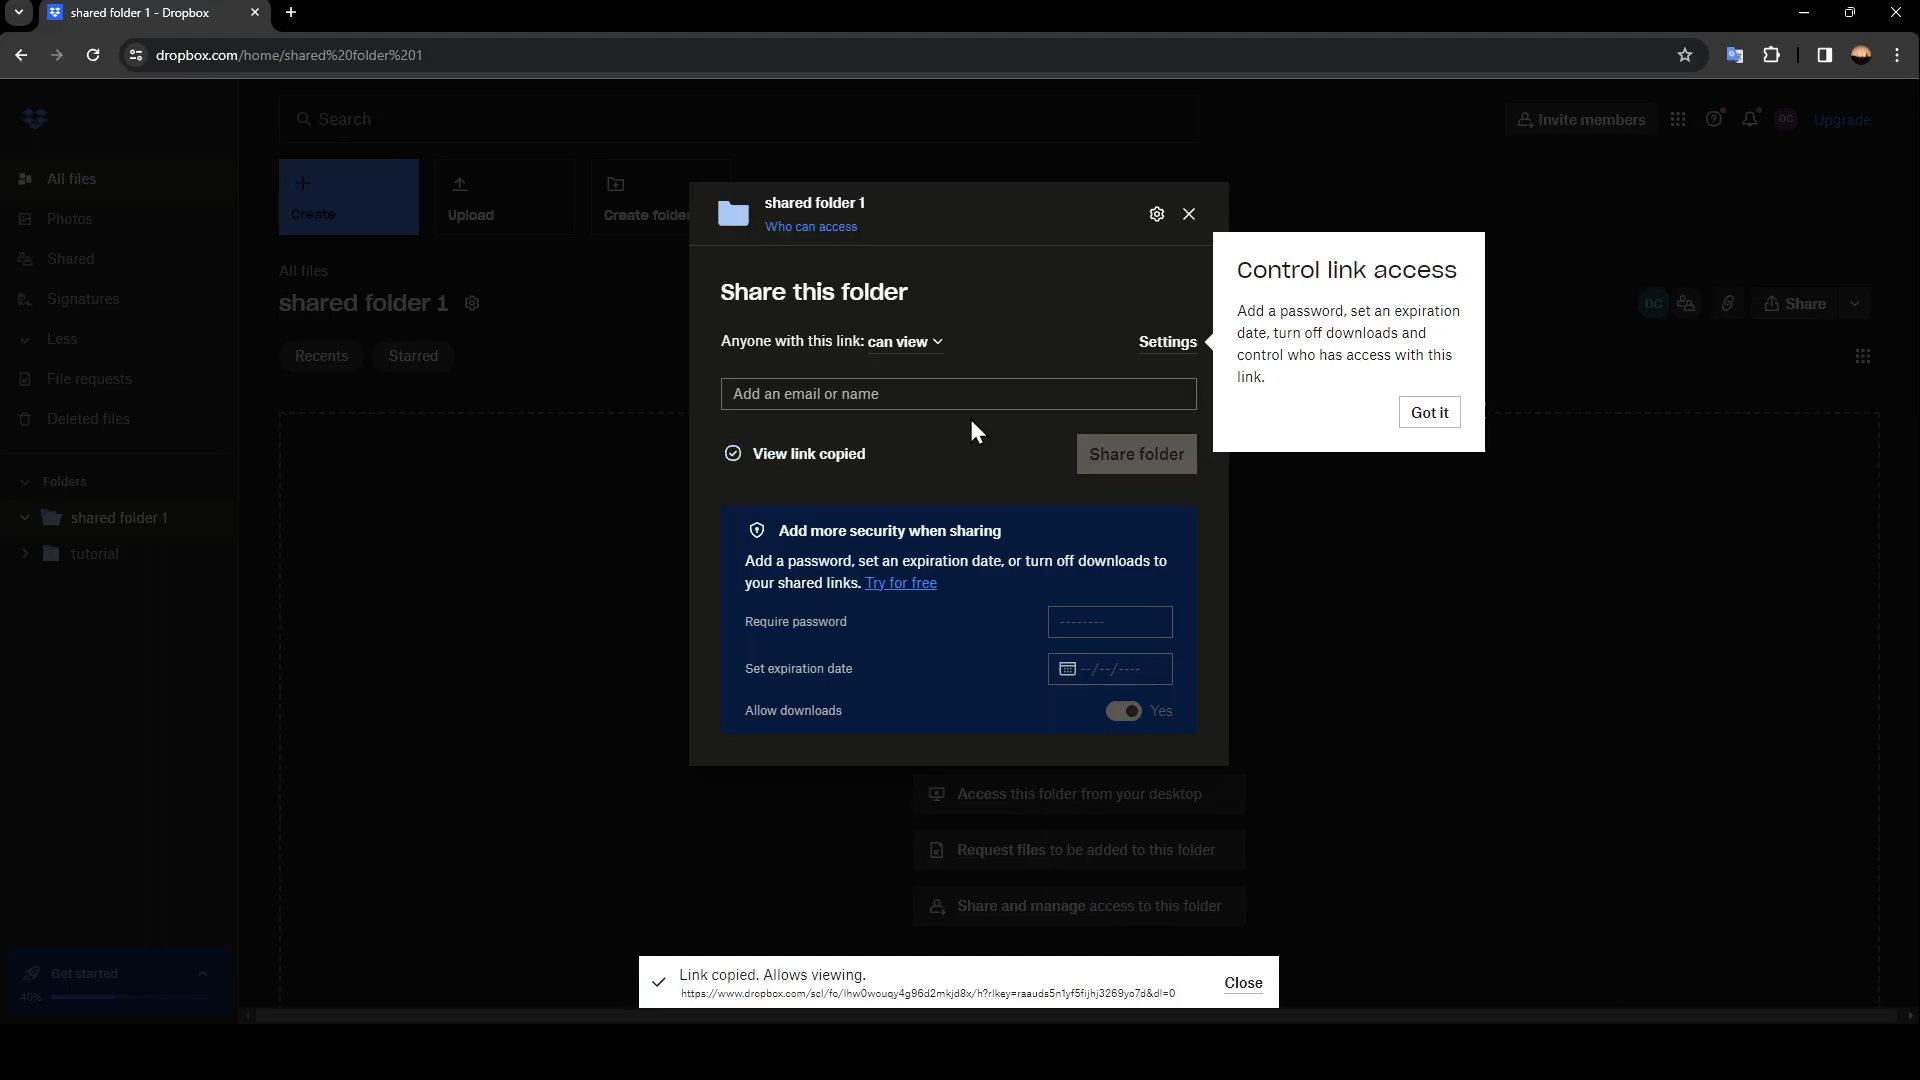 shared folder 1 - Dropbox
dropbox.com/home/shared%20folder%201
Search
Invite members
DC
Upgrade
All files
Photos
Shared
Signatures
Less
File requests
Deleted files
Folders
shared folder 1
tutorial
Get started
40%
Create
Upload
Create folder
All files
shared folder 1
Recents
Starred
DC
Share
shared folder 1
Who can access
Share this folder
Anyone with this link: can view
Settings
Add an email or name
View link copied
Share folder
Add more security when sharing
Add a password, set an expiration date, or turn off downloads to
your shared links. Try for free
Require password
--------
Set expiration date
--/--/----
Allow downloads
Yes
Control link access
Add a password, set an expiration
date, turn off downloads and
control who has access with this
link.
Got it
Access this folder from your desktop
Request files to be added to this folder
Share and manage access to this folder
Link copied. Allows viewing.
Close